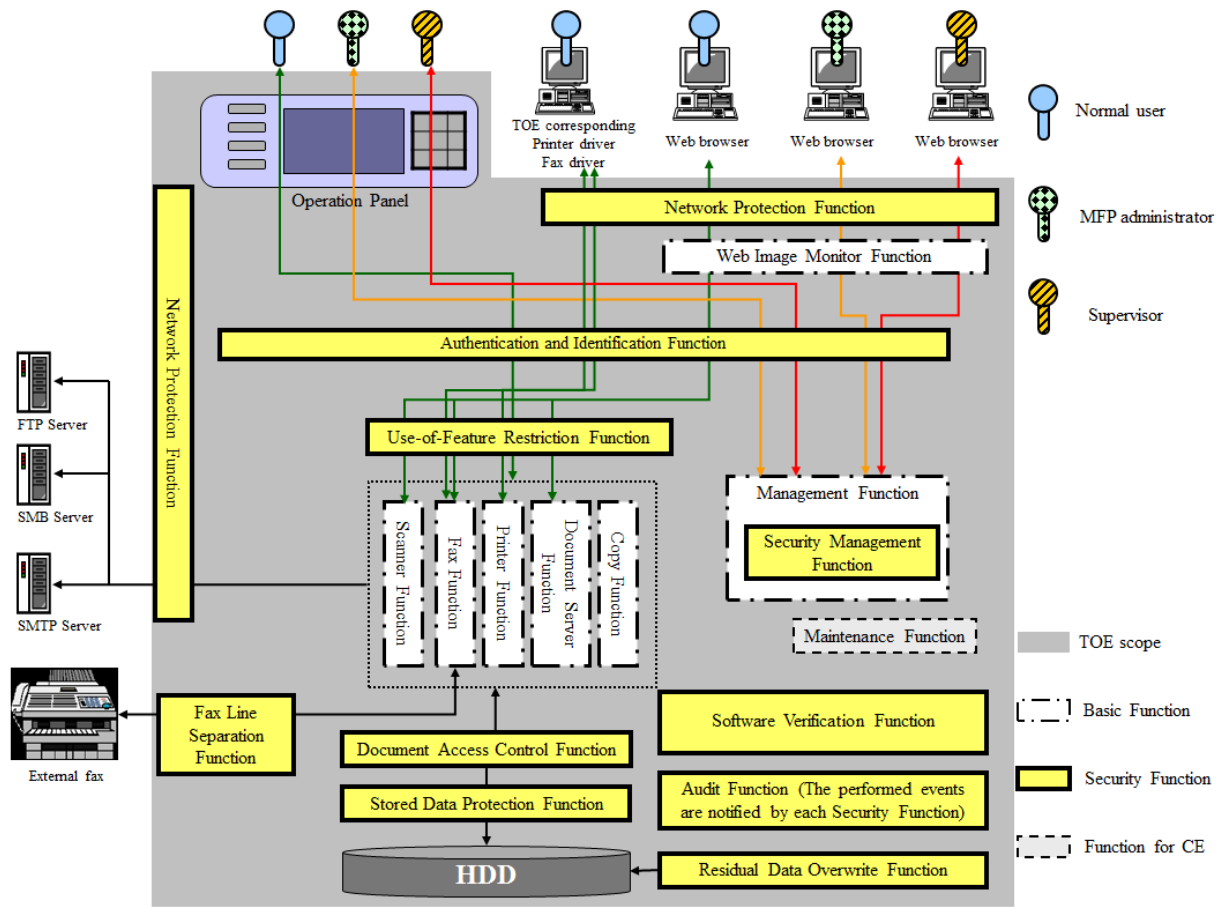 TOE corresponding
Printer driver
Fax driver
Web browser
Web browser
Web browser
Normal user
Operation Panel
Network Protection Function
MFP administrator
Web Image Monitor Function
Network Protection Function
Supervisor
Authentication and Identification Function
FTP Server
Use-of-Feature Restriction Function
SMB Server
Scanner Function
Fax Function
Printer Function
Document Server
Function
Copy Function
Management Function
Security Management
Function
SMTP Server
Maintenance Function
TOE scope
Fax Line
Separation
Function
External fax
Basic Function
Software Verification Function
Document Access Control Function
Security Function
Stored Data Protection Function
Audit Function (The performed events
are notified by each Security Function)
Function for CE
HDD
Residual Data Overwrite Function